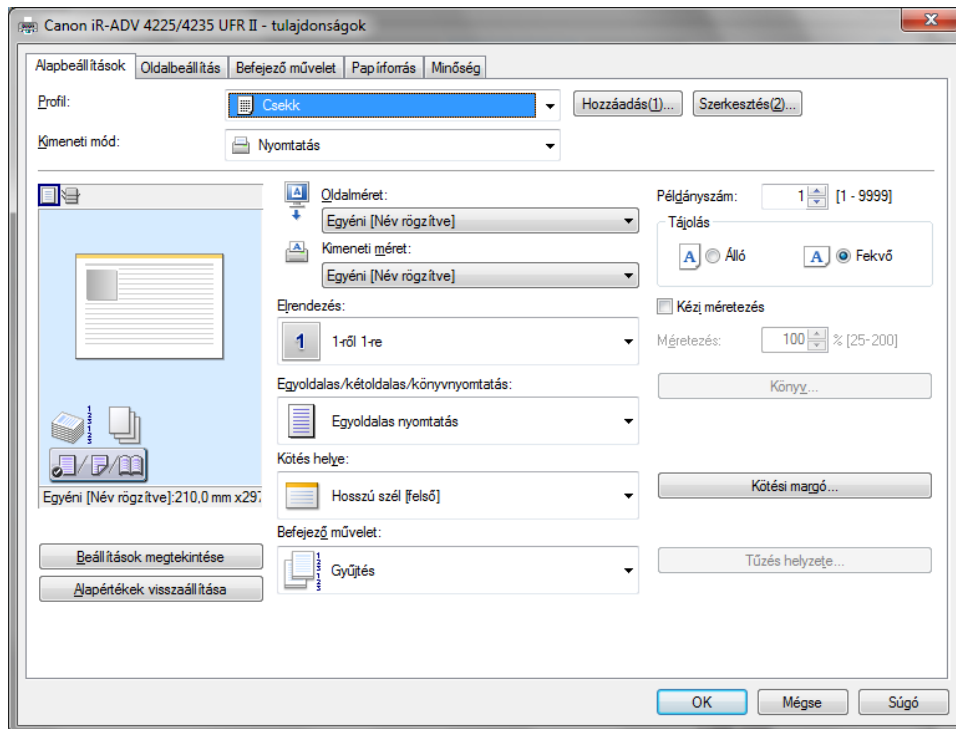 Canon iR-ADV 4225/4235 UFR II - tulajdonságok
Alapbeállítások Oldalbeállítás Befejező művelet Papírforrás Minőség
Profil: Csekk Hozzáadás(1)... Szerkesztés(2)...
Kimeneti mód: Nyomtatás
Oldalméret:
Egyéni [Név rögzítve]
Kimeneti méret:
Egyéni [Név rögzítve]
Elrendezés:
1 1-ről 1-re
Egyoldalas/kétoldalas/könyvnyomtatás:
Egyoldalas nyomtatás
Kötés helye:
Hosszú szél [felső]
Befejező művelet:
Gyűjtés
Példányszám: 1 [1 - 9999]
Tájolás
A Álló A Fekvő
Kézi méretezés
Méretezés: 100 % [25-200]
Könyv...
Kötési margó...
Tűzés helyzete...
Egyéni [Név rögzítve]:210,0 mm x297
Beállítások megtekintése
Alapértékek visszaállítása
OK Mégse Súgó